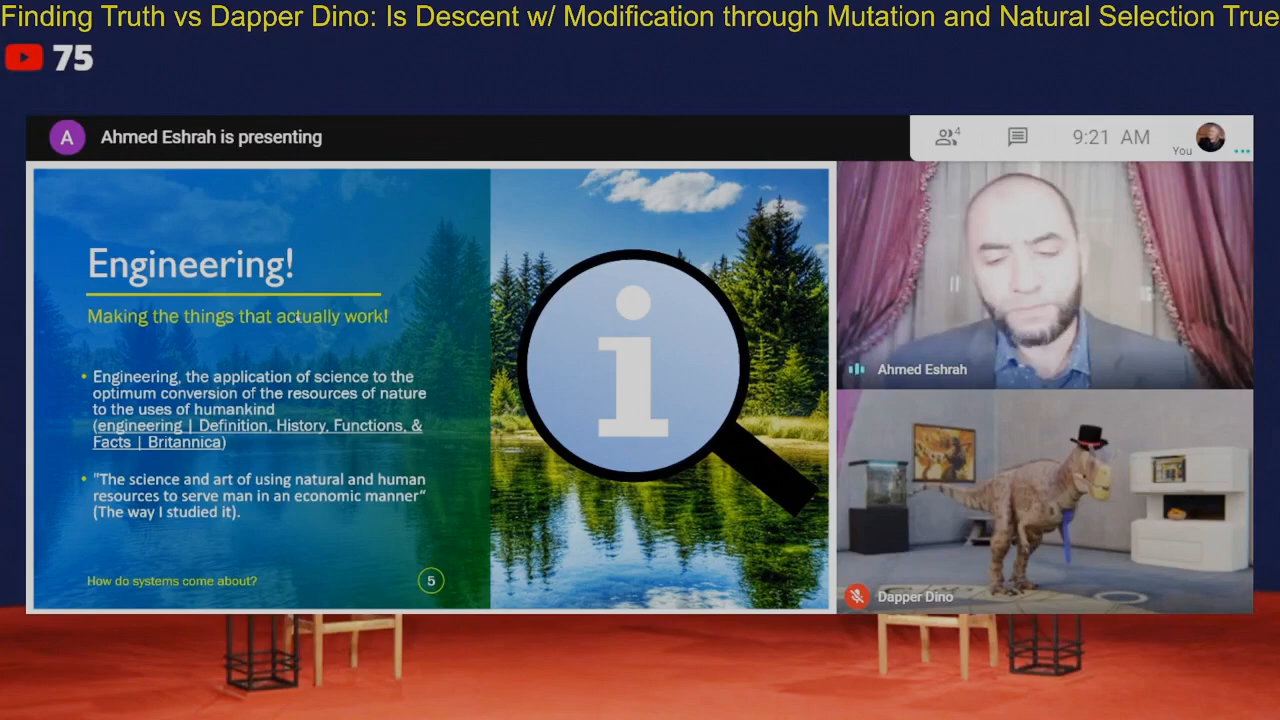 Finding Truth vs Dapper Dino: Is Descent w/ Modification through Mutation and Natural Selection True
75
A
Ahmed Eshrah is presenting
4
9:21 AM
You
Engineering!
Making the things that actually work!
• Engineering, the application of science to the
optimum conversion of the resources of nature
to the uses of humankind
(engineering | Definition, History, Functions, &
Facts | Britannica)
• "The science and art of using natural and human
resources to serve man in an economic manner“
(The way I studied it).
How do systems come about?
5
i
Ahmed Eshrah
Dapper Dino